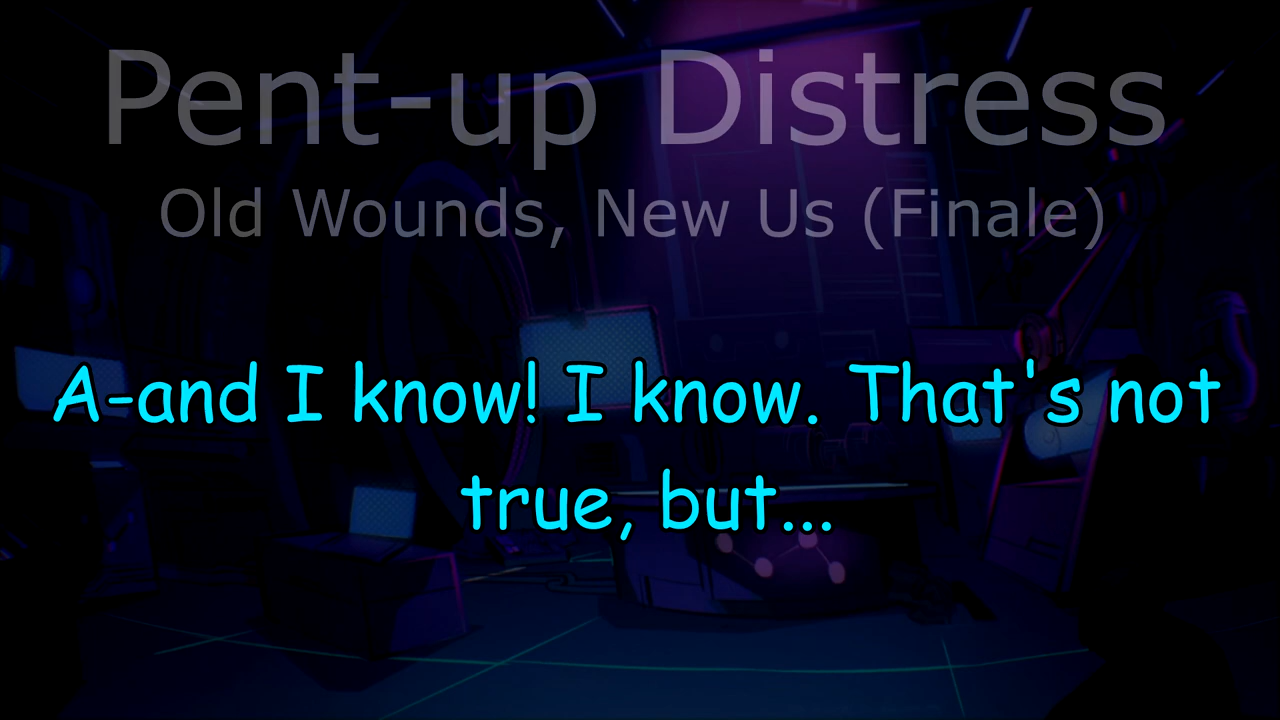 Pent-up Distress
Old Wounds, New Us (Finale)
A-and I know! I know. That's not
true, but...